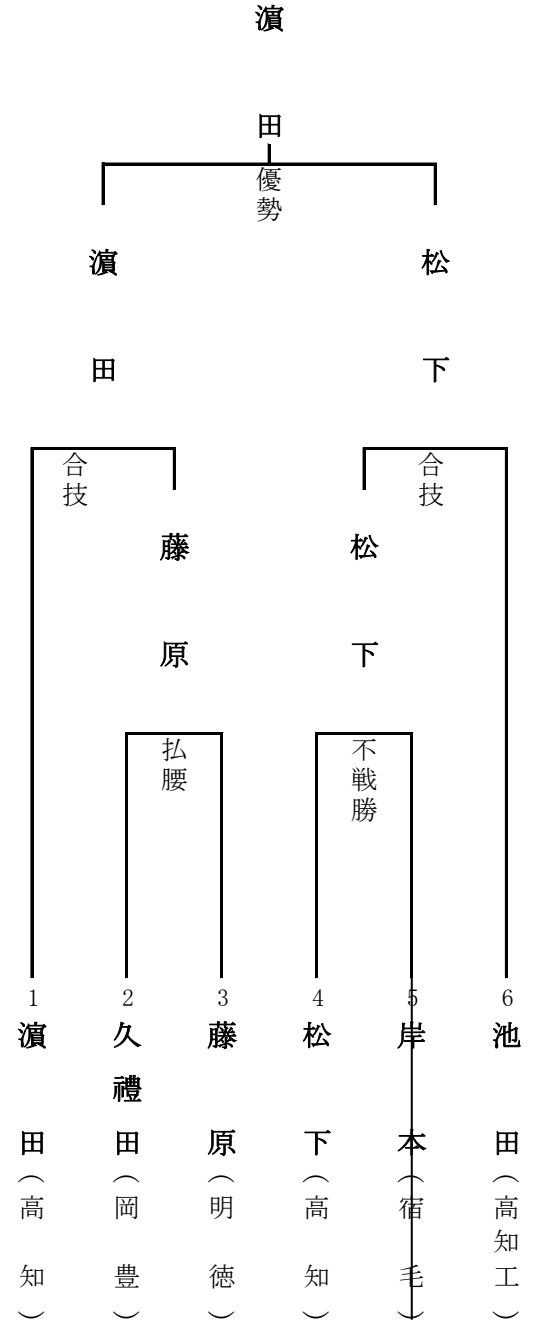 濵田
優勢
濵田
松下
合技
合技
藤原
松下
払腰
不戦勝
1
2
3
4
5
6
濵田(高知)
久禮田(岡豊)
藤原(明徳)
松下(高知)
岸本(宿毛)
池田(高知工)